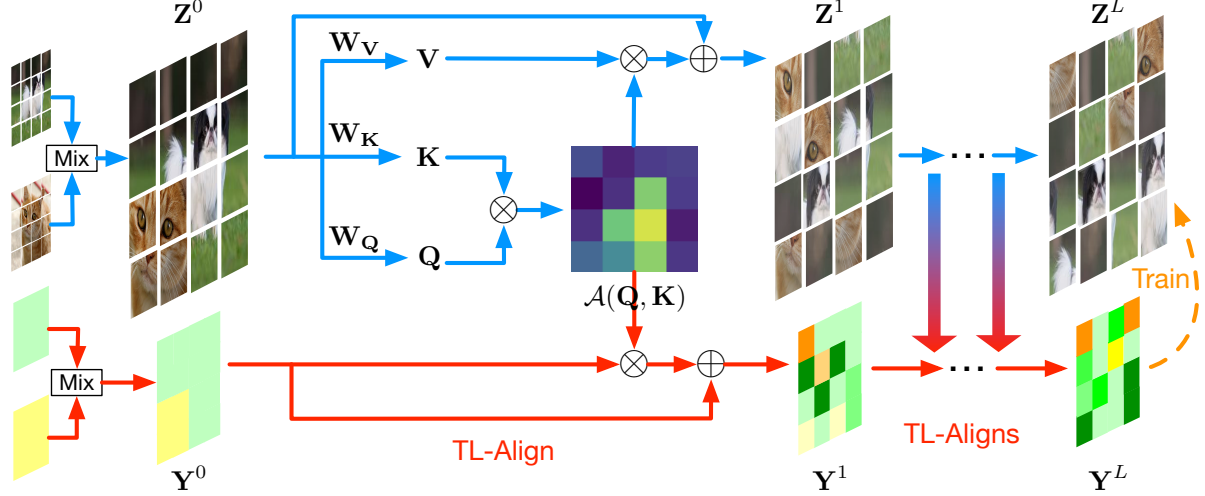 Z^0
Z^1
Z^L
W_V
V
Mix
W_K
K
W_Q
Q
A(Q, K)
Train
Mix
TL-Align
TL-Aligns
Y^0
Y^1
Y^L